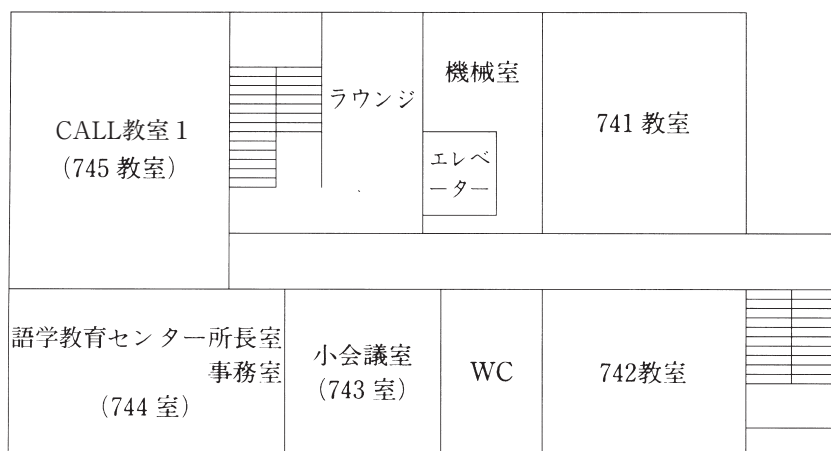 CALL教室1
（745 教室）
ラウンジ
機械室
エレベ
ーター
741 教室
語学教育センター所長室
事務室
（744 室）
小会議室
（743 室）
WC
742教室